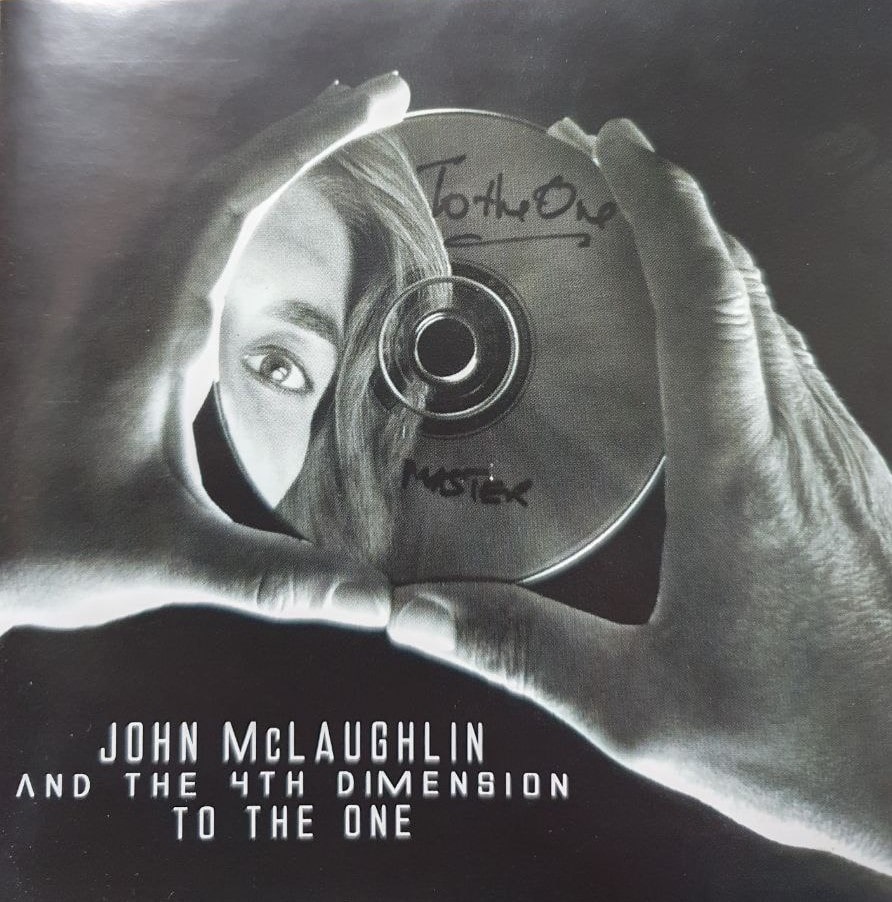 To the One
MASTER
JOHN McLAUGHLIN
AND THE 4TH DIMENSION
TO THE ONE